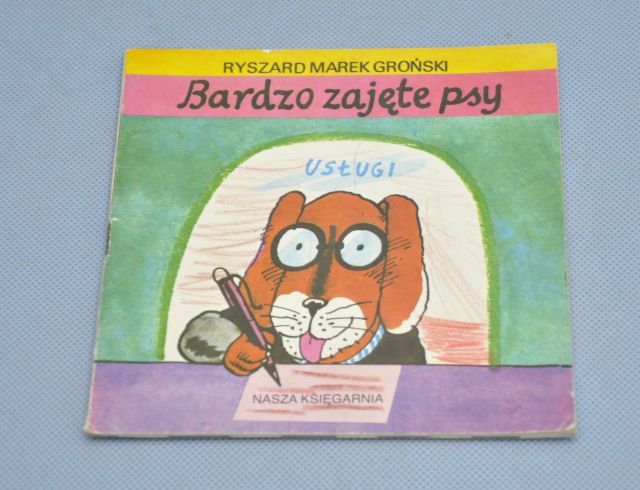 RYSZARD MAREK GROŃSKI
Bardzo zajęte psy
USŁUGI
NASZA KSIĘGARNIA